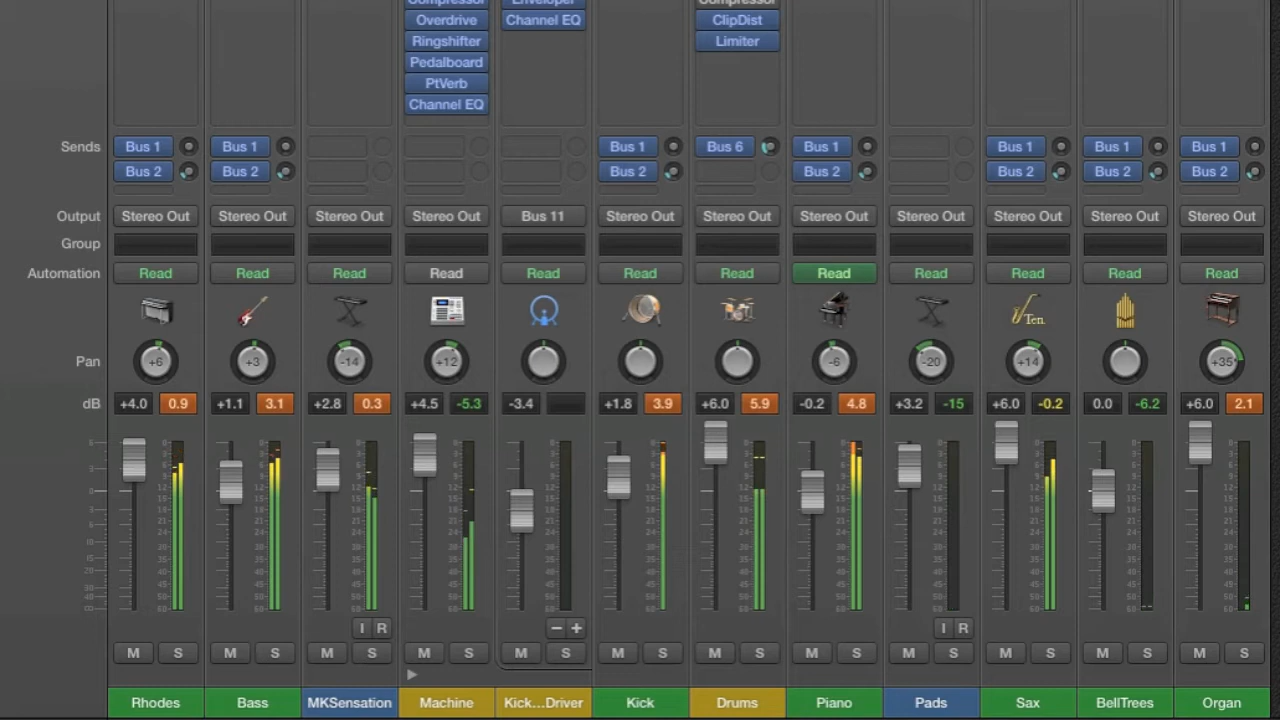 Compressor Enveloper Compressor
Overdrive Channel EQ ClipDist
Ringshifter Limiter
Pedalboard
PtVerb
Channel EQ
Sends Bus 1 Bus 1 Bus 1 Bus 6 Bus 1 Bus 1 Bus 1 Bus 1
Bus 2 Bus 2 Bus 2 Bus 2 Bus 2 Bus 2 Bus 2
Output Stereo Out Stereo Out Stereo Out Stereo Out Bus 11 Stereo Out Stereo Out Stereo Out Stereo Out Stereo Out Stereo Out Stereo Out
Group
Automation Read Read Read Read Read Read Read Read Read Read Read Read
Ten.
Pan +6 +3 -14 +12 -6 -20 +14 +35
dB +4.0 0.9 +1.1 3.1 +2.8 0.3 +4.5 -5.3 -3.4 +1.8 3.9 +6.0 5.9 -0.2 4.8 +3.2 -15 +6.0 -0.2 0.0 -6.2 +6.0 2.1
I R − + I R
M S M S M S M S M S M S M S M S M S M S M S M S
Rhodes Bass MKSensation Machine Kick...Driver Kick Drums Piano Pads Sax BellTrees Organ